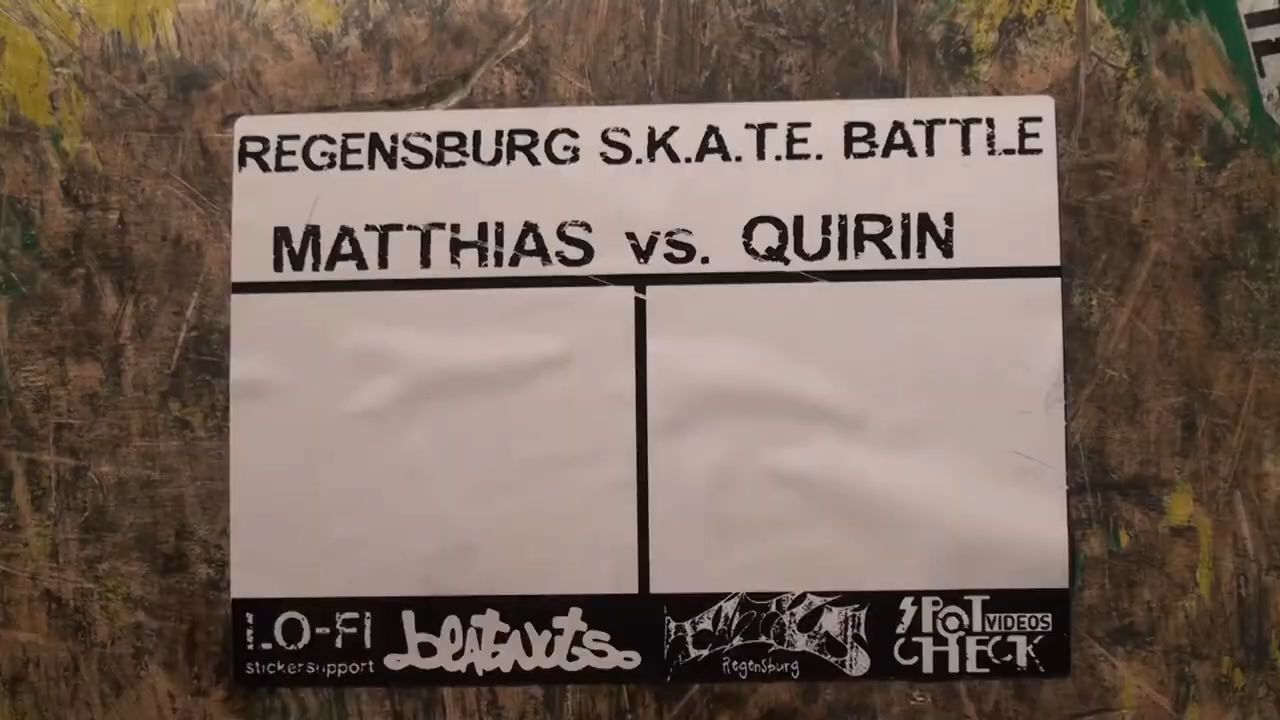 REGENSBURG S.K.A.T.E. BATTLE
MATTHIAS vs. QUIRIN
LO-FI
stickersupport
beatnuts.
Regensburg
SPOT
VIDEOS
CHECK